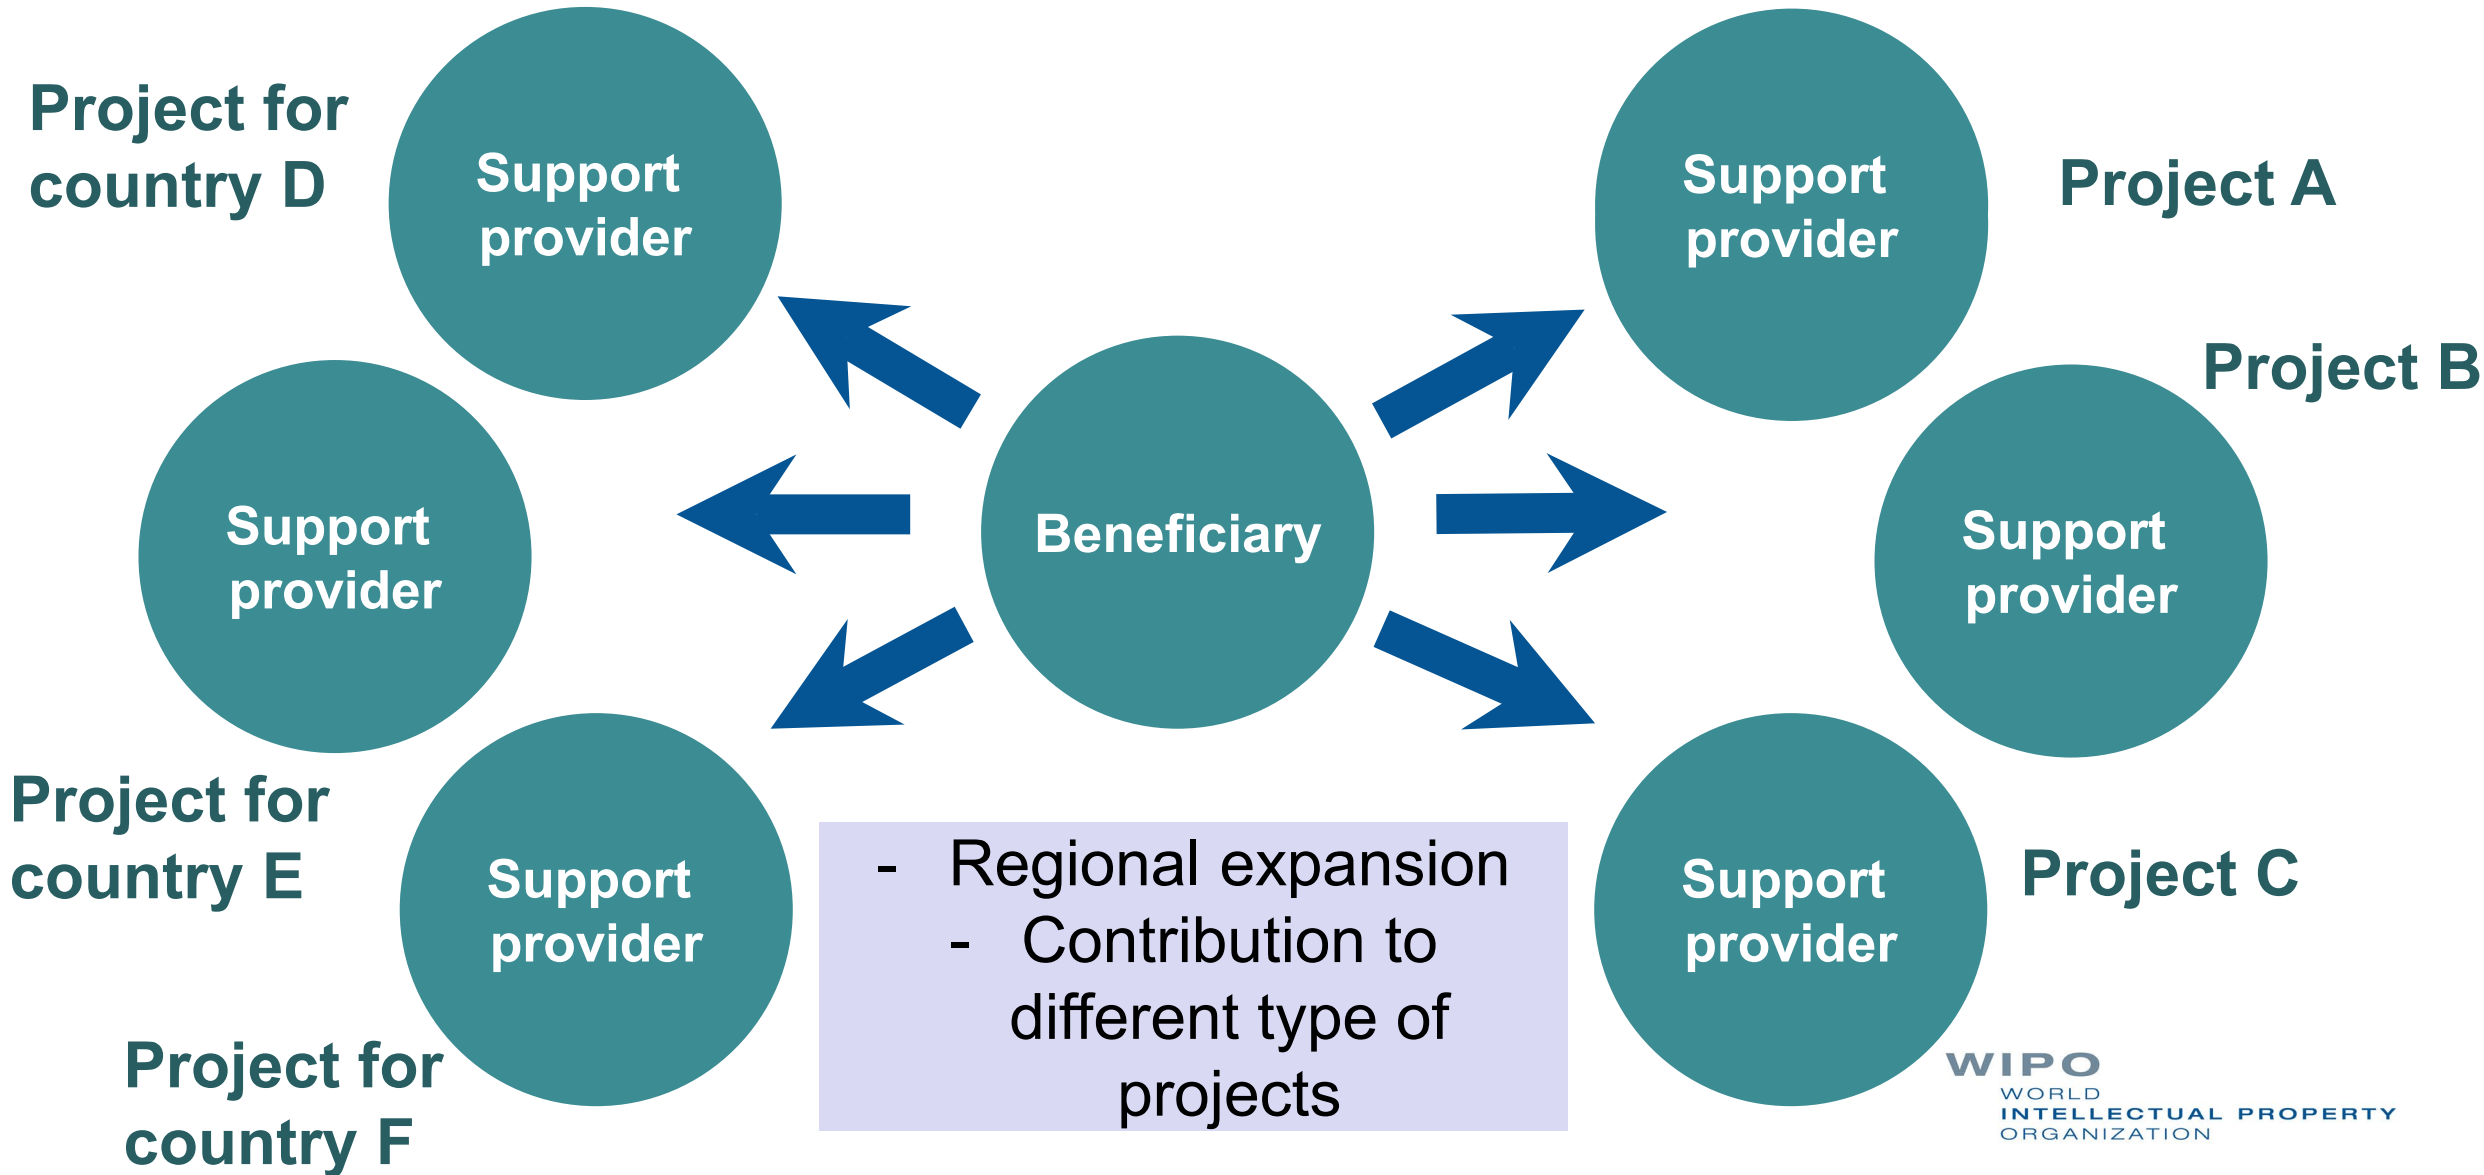 Project for
country D
Support
provider
Support
provider
Project A
Project B
Support
provider
Beneficiary
Support
provider
Project for
country E
Support
provider
- Regional expansion
- Contribution to
different type of
projects
Support
provider
Project C
Project for
country F
WIPO
WORLD
INTELLECTUAL PROPERTY
ORGANIZATION